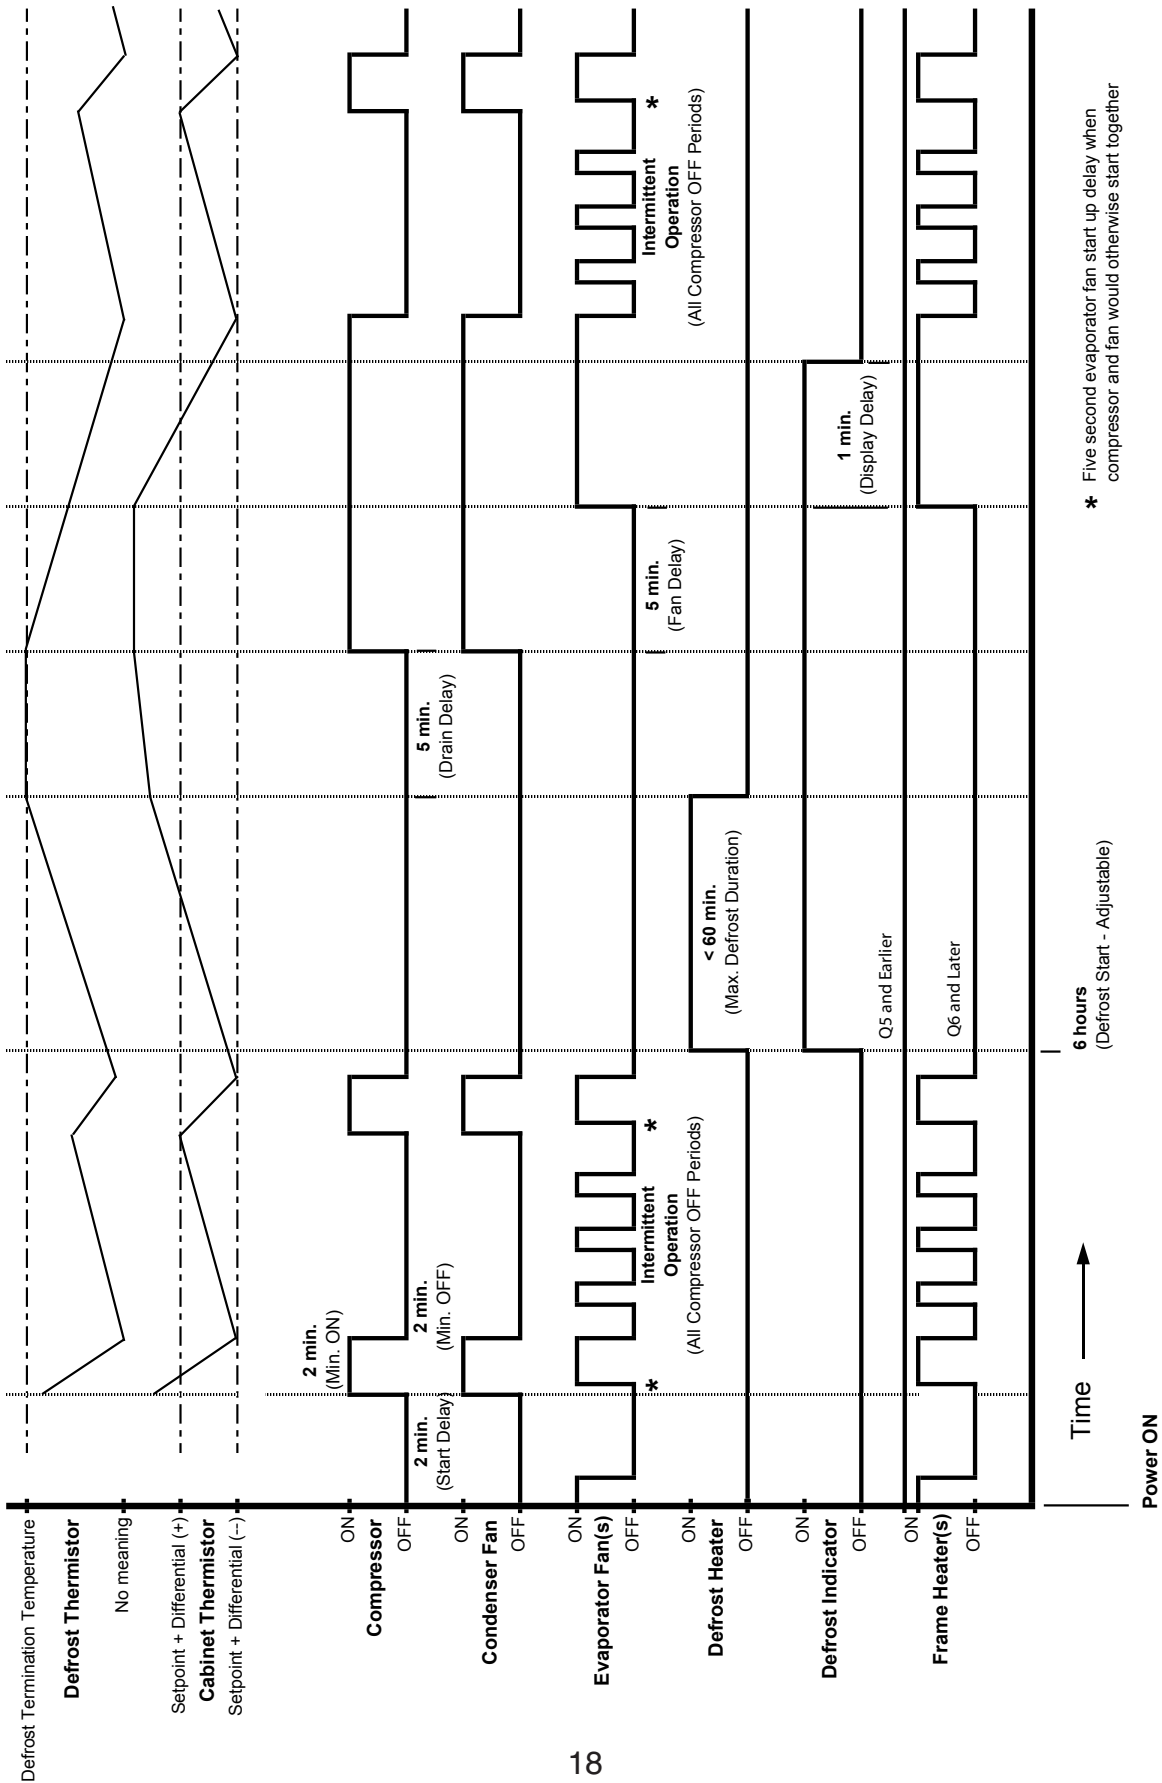 Defrost Termination Temperature
Defrost Thermistor
No meaning
Setpoint + Differential (+)
Cabinet Thermistor
Setpoint + Differential (--)
ON
Compressor
OFF
ON
Condenser Fan
OFF
ON
Evaporator Fan(s)
OFF
ON
Defrost Heater
OFF
ON
Defrost Indicator
OFF
ON
Frame Heater(s)
OFF
2 min.
(Start Delay)
2 min.
(Min. ON)
2 min.
(Min. OFF)
5 min.
(Drain Delay)
*
Intermittent
Operation
(All Compressor OFF Periods)
*
5 min.
(Fan Delay)
Intermittent
Operation
(All Compressor OFF Periods)
*
< 60 min.
(Max. Defrost Duration)
1 min.
(Display Delay)
Q5 and Earlier
Q6 and Later
Power ON
Time
6 hours
(Defrost Start - Adjustable)
* Five second evaporator fan start up delay when
compressor and fan would otherwise start together
18